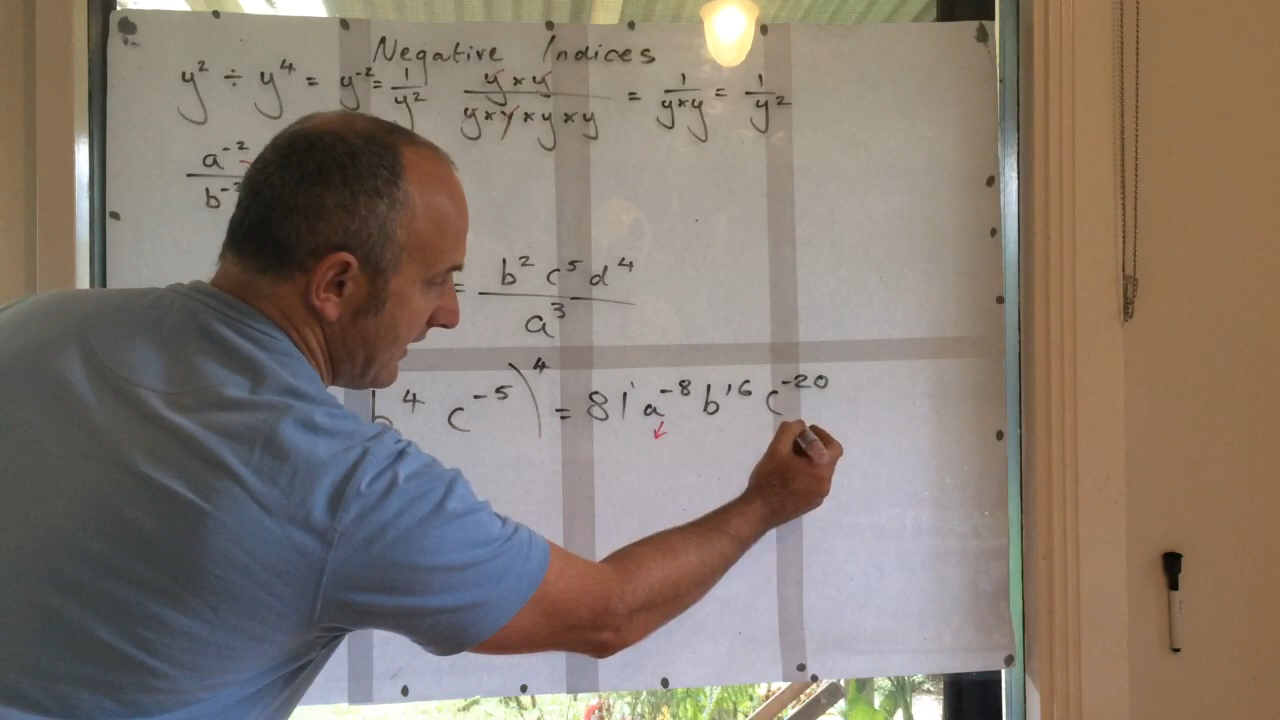 Negative Indices
y² ÷ y⁴ = y⁻² = 1/y² y×y/y×y×y×y = 1/y×y = 1/y²
a⁻²/b⁻
= b² c⁵ d⁴/a³
b⁴ c⁻⁵)⁴ = 81 a⁻⁸ b¹⁶ c⁻²⁰